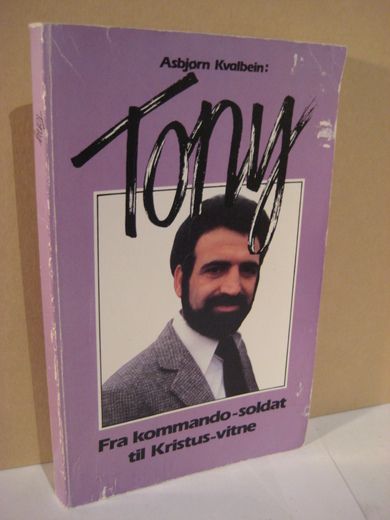 Asbjørn Kvalbein:
Tony
Fra kommando-soldat
til Kristus-vitne